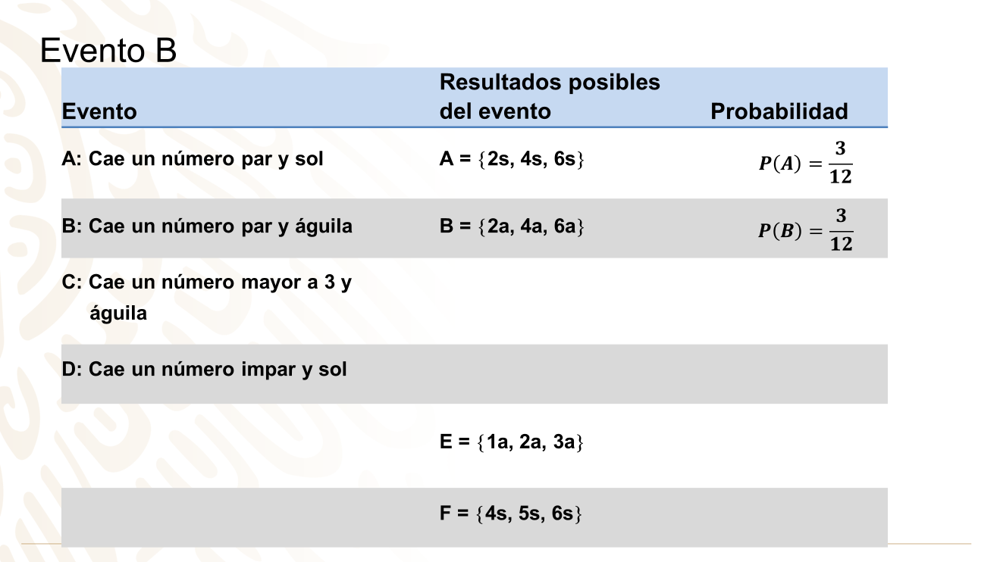 Evento B
Evento
Resultados posibles
del evento
Probabilidad
A: Cae un número par y sol
A = {2s, 4s, 6s}
P(A) = 3/12
B: Cae un número par y águila
B = {2a, 4a, 6a}
P(B) = 3/12
C: Cae un número mayor a 3 y
águila
D: Cae un número impar y sol
E = {1a, 2a, 3a}
F = {4s, 5s, 6s}